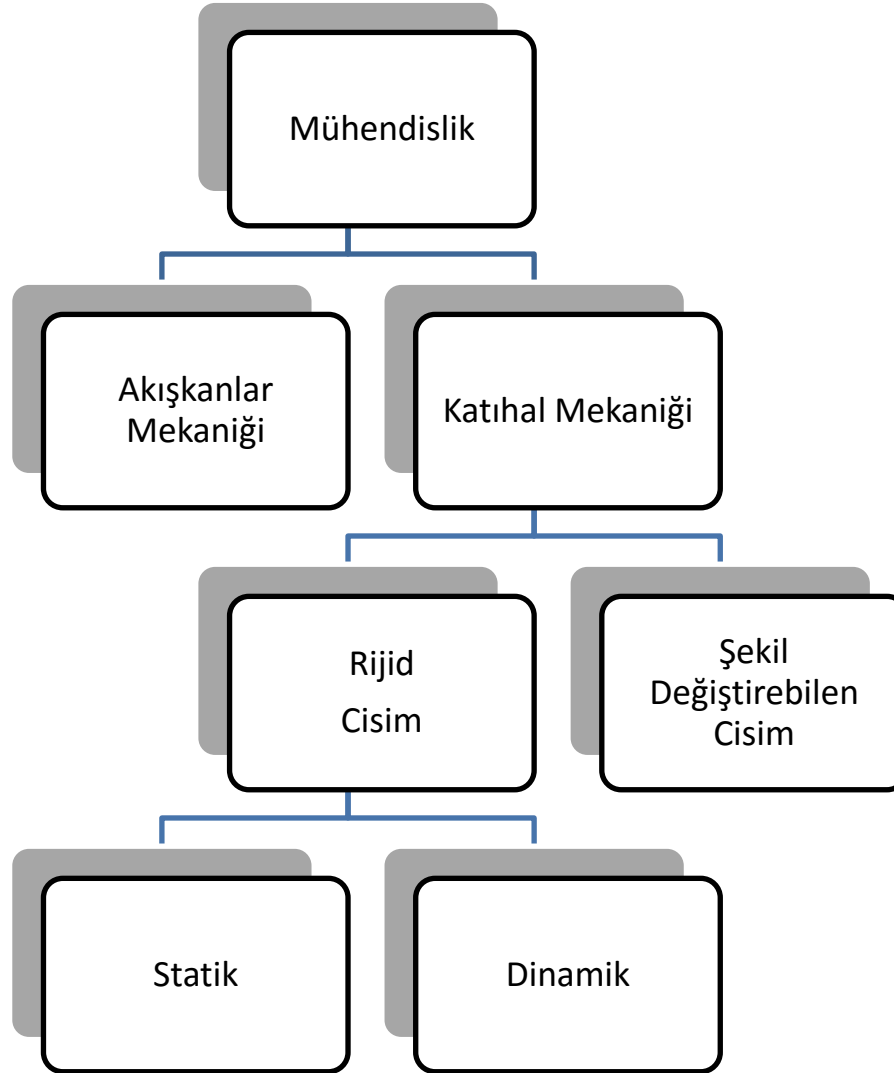 Mühendislik
Akışkanlar
Mekaniği
Katıhal Mekaniği
Rijid
Cisim
Şekil
Değiştirebilen
Cisim
Statik
Dinamik